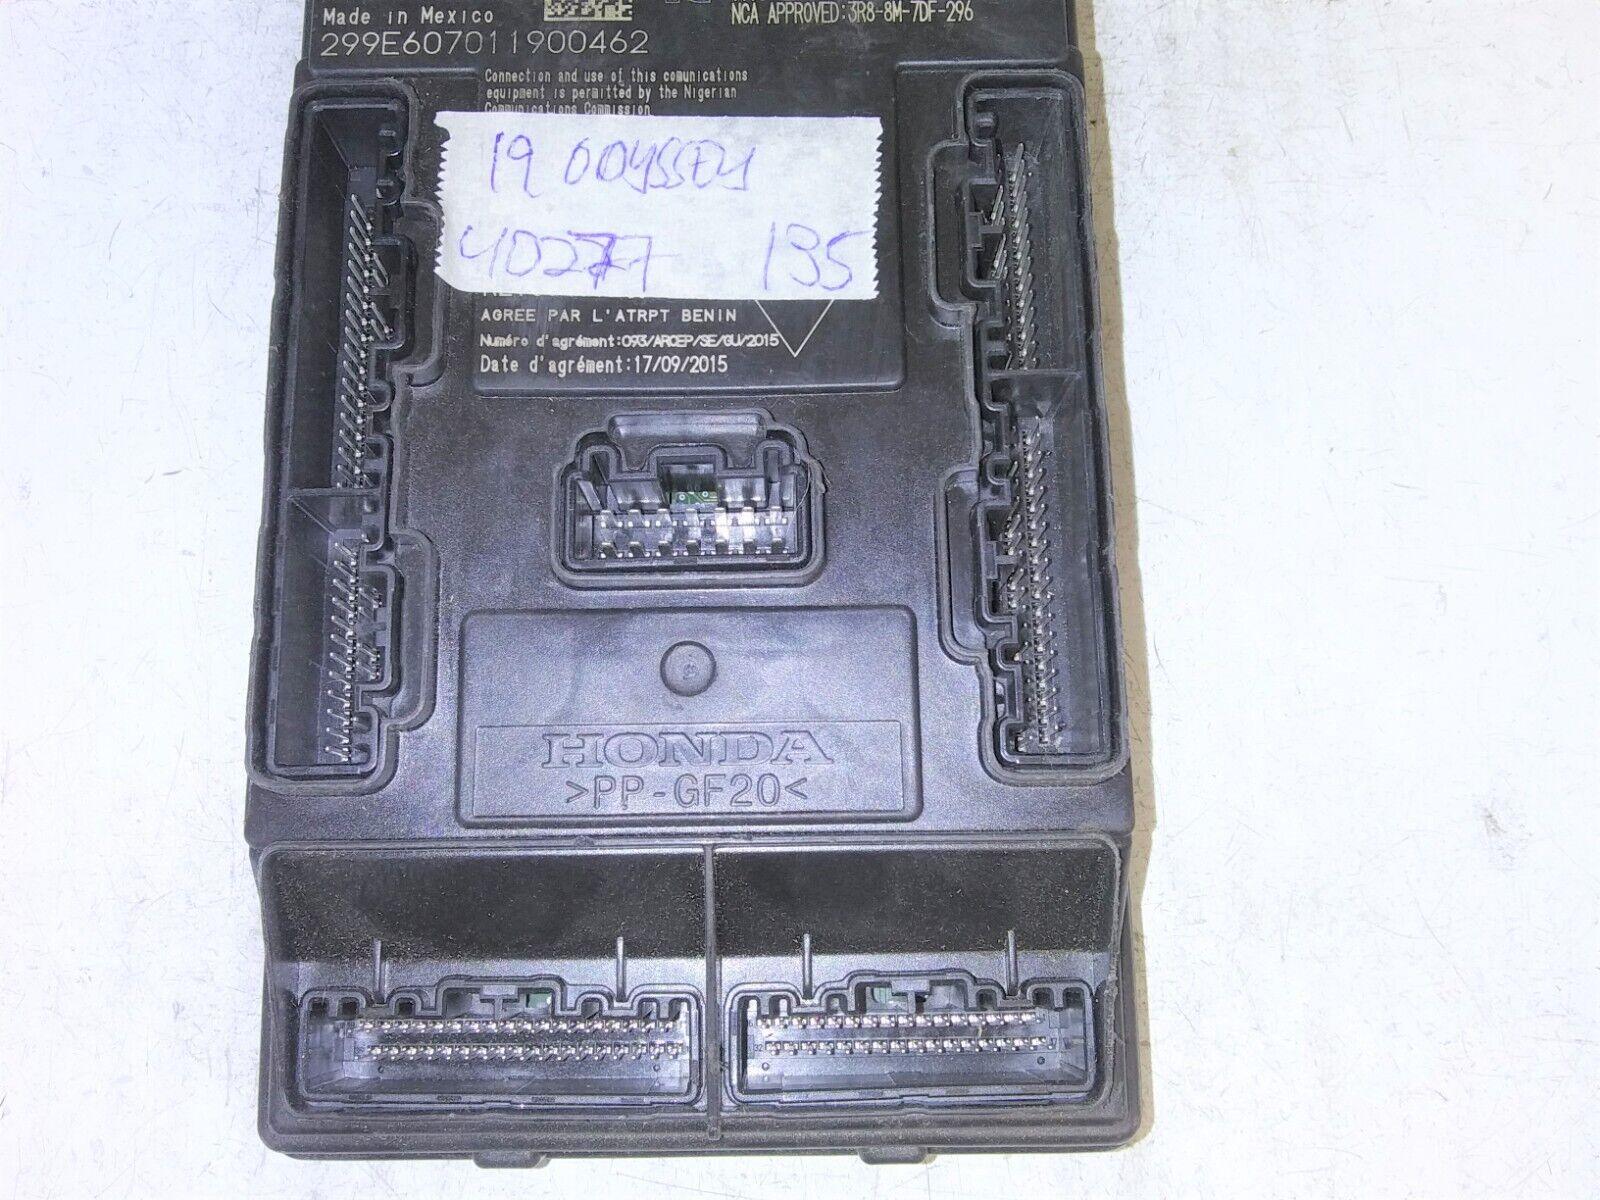 Made in Mexico
NCA APPROVED:3R8-8M-7DF-296
299E607011900462
Connection and use of this comunications
equipment is permitted by the Nigerian
Communications Commission
19 ODYSSEY
40277 135
AGREE PAR L'ATRPT BENIN
Numéro d'agrément:093/ARCEP/SE/GU/2015
Date d'agrément:17/09/2015
HONDA
>PP-GF20<